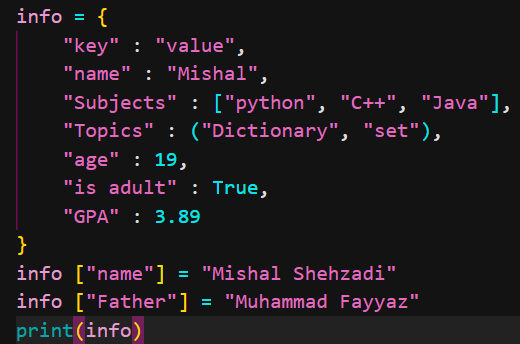 info = {
    "key" : "value",
    "name" : "Mishal",
    "Subjects" : ["python", "C++", "Java"],
    "Topics" : ("Dictionary", "set"),
    "age" : 19,
    "is adult" : True,
    "GPA" : 3.89
}
info ["name"] = "Mishal Shehzadi"
info ["Father"] = "Muhammad Fayyaz"
print(info)